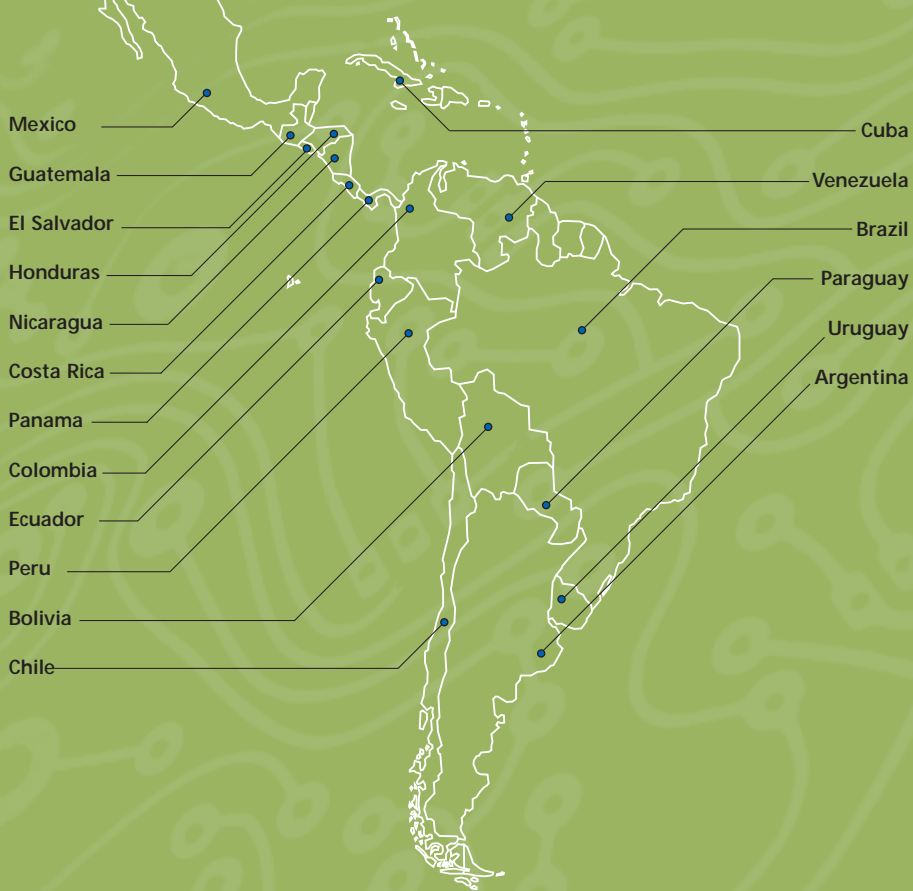 Mexico
Guatemala
El Salvador
Honduras
Nicaragua
Costa Rica
Panama
Colombia
Ecuador
Peru
Bolivia
Chile
Cuba
Venezuela
Brazil
Paraguay
Uruguay
Argentina